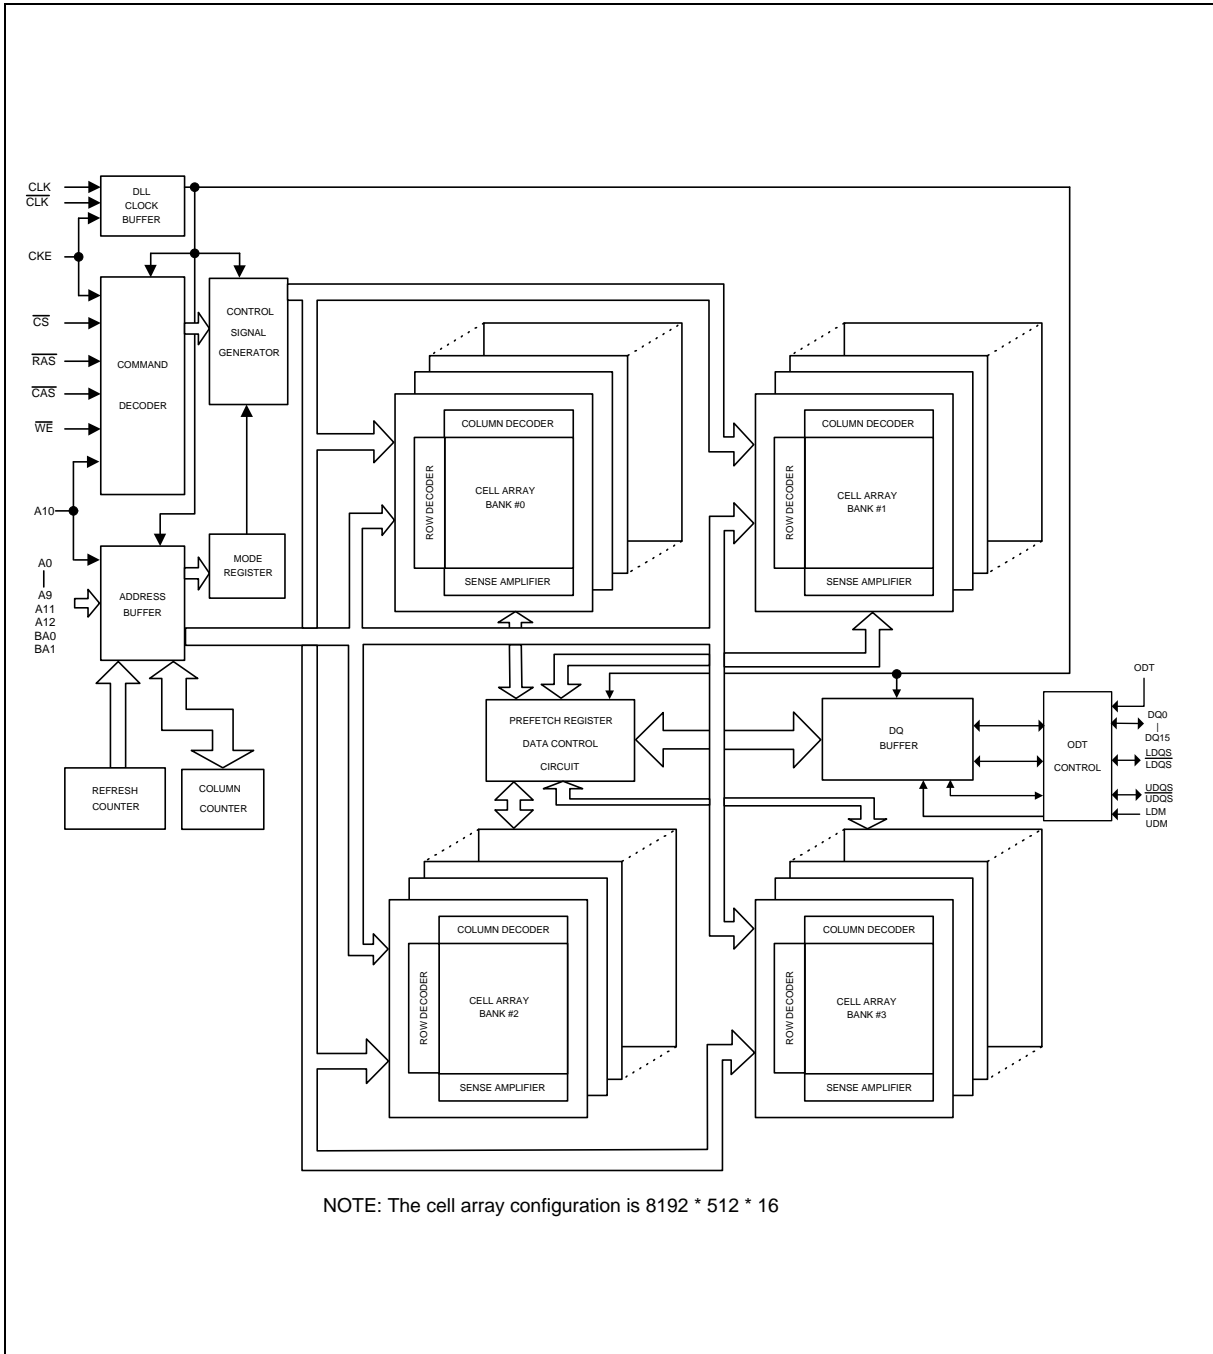 CLK
CLK
CKE
CS
RAS
CAS
WE
A10
A0
A9
A11
A12
BA0
BA1
DLL
CLOCK
BUFFER
COMMAND
DECODER
CONTROL
SIGNAL
GENERATOR
MODE
REGISTER
ADDRESS
BUFFER
REFRESH
COUNTER
COLUMN
COUNTER
COLUMN DECODER
ROW DECODER
CELL ARRAY
BANK #0
SENSE AMPLIFIER
COLUMN DECODER
ROW DECODER
CELL ARRAY
BANK #1
SENSE AMPLIFIER
PREFETCH REGISTER
DATA CONTROL
CIRCUIT
DQ
BUFFER
ODT
CONTROL
ODT
DQ0
DQ15
LDQS
LDQS
UDQS
UDQS
LDM
UDM
COLUMN DECODER
ROW DECODER
CELL ARRAY
BANK #2
SENSE AMPLIFIER
COLUMN DECODER
ROW DECODER
CELL ARRAY
BANK #3
SENSE AMPLIFIER
NOTE: The cell array configuration is 8192 * 512 * 16